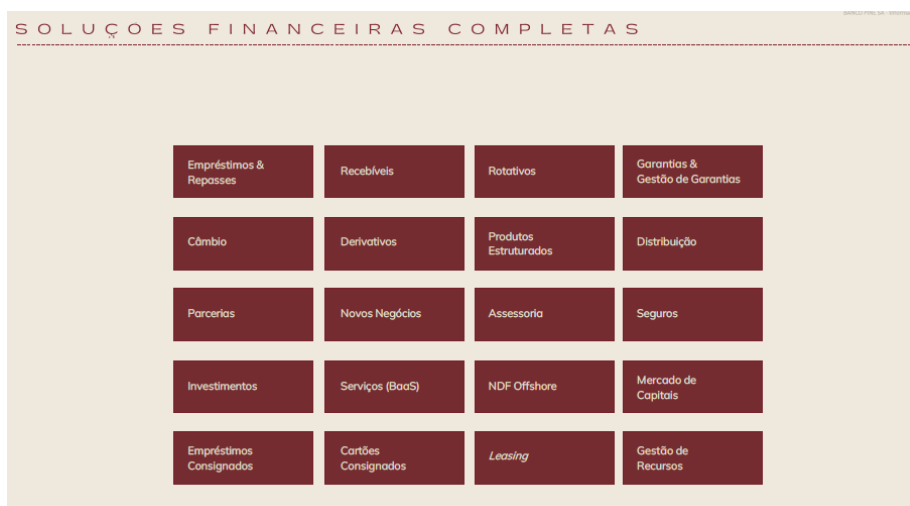 SOLUÇOES FINANCEIRAS COMPLETAS
Empréstimos &
Repasses
Recebíveis
Rotativos
Garantias &
Gestão de Garantias
Câmbio
Derivativos
Produtos
Estruturados
Distribuição
Parcerias
Novos Negócios
Assessoria
Seguros
Investimentos
Serviços (BaaS)
NDF Offshore
Mercado de
Capitais
Empréstimos
Consignados
Cartões
Consignados
Leasing
Gestão de
Recursos